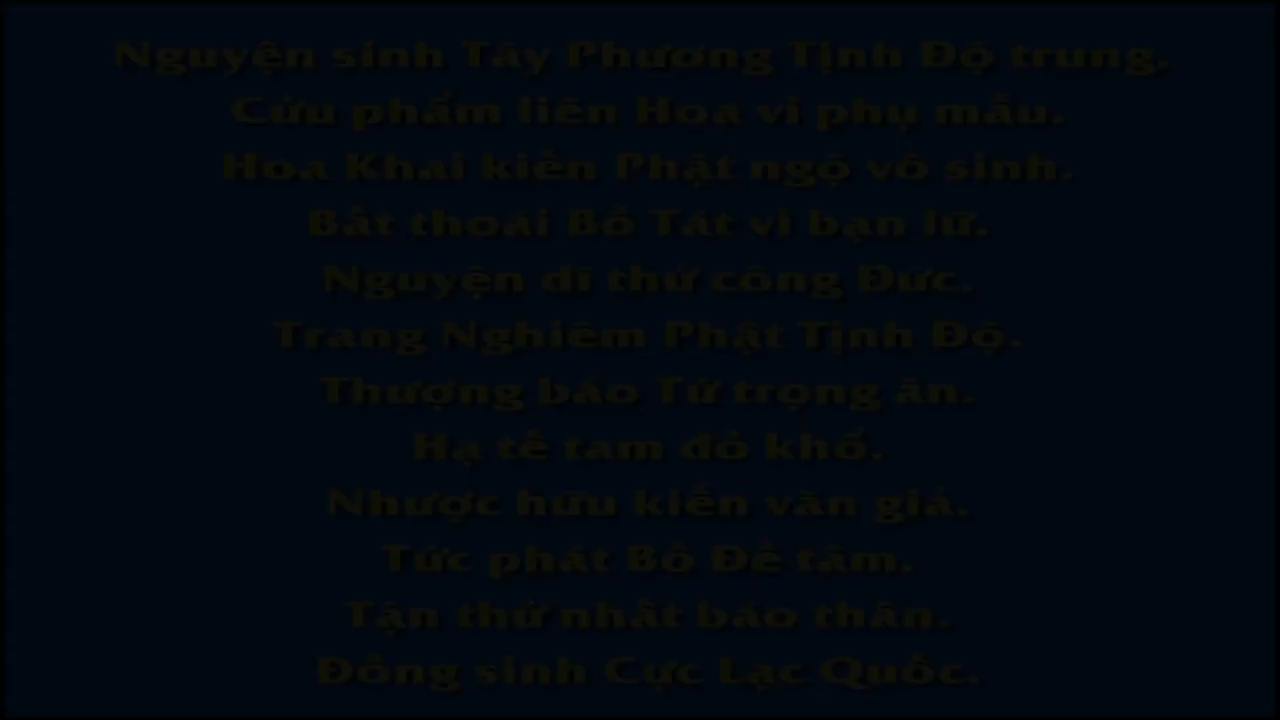 Nguyện sinh Tây Phương Tịnh Độ trung.
Cửu phẩm liên Hoa vi phụ mẫu.
Hoa Khai kiến Phật ngộ vô sinh.
Bất thoái Bồ Tát vi bạn lữ.
Nguyện dĩ thử công Đức.
Trang Nghiêm Phật Tịnh Độ.
Thượng báo Tứ trọng ân.
Hạ tế tam đồ khổ.
Nhược hữu kiến văn giả.
Tức phát Bồ Đề tâm.
Tận thử nhất báo thân.
Đồng sinh Cực Lạc Quốc.